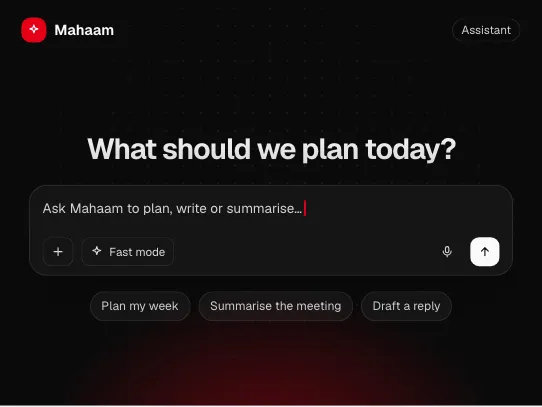 Mahaam
Assistant
What should we plan today?
Ask Mahaam to plan, write or summarise...
Fast mode
Plan my week
Summarise the meeting
Draft a reply